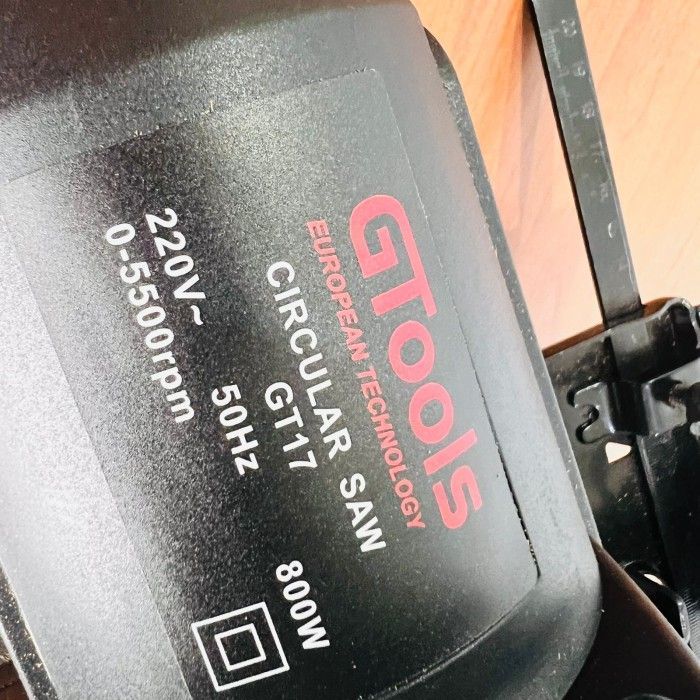 GTools
EUROPEAN TECHNOLOGY
CIRCULAR SAW
GT17
220V~ 50Hz 800W
0-5500rpm